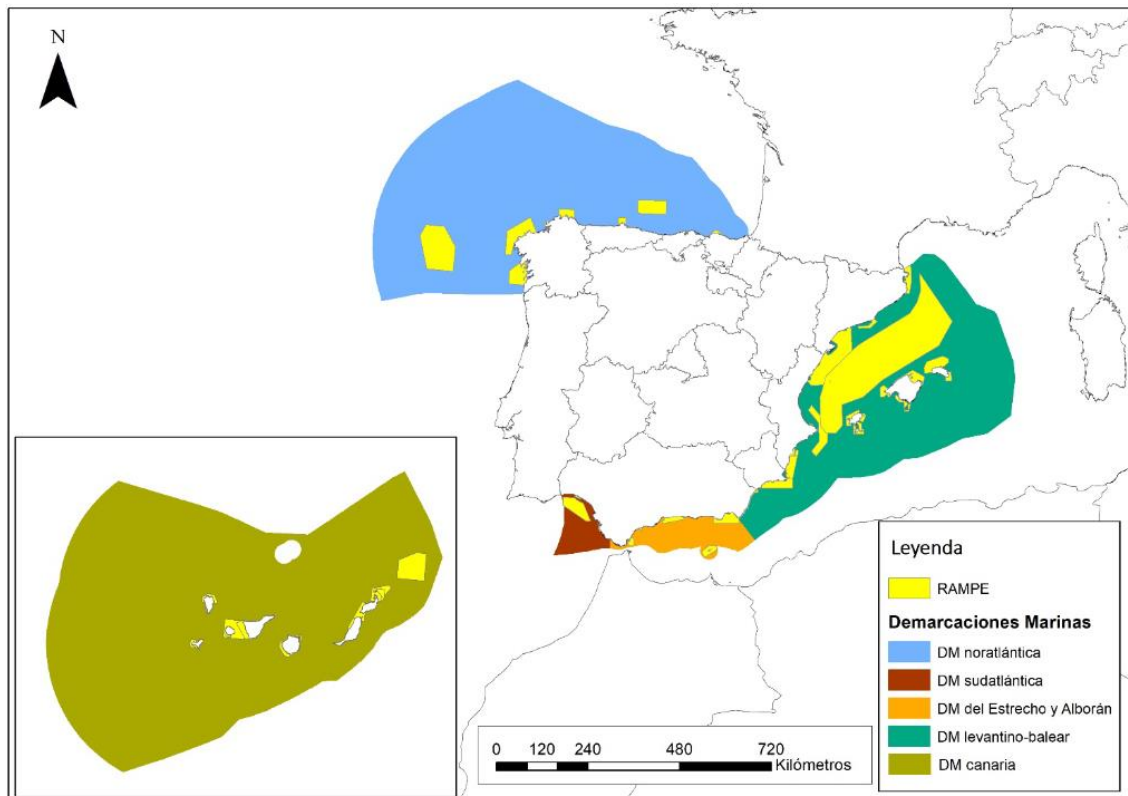 N
Leyenda
RAMPE
Demarcaciones Marinas
DM noratlántica
DM sudatlántica
DM del Estrecho y Alborán
DM levantino-balear
DM canaria
0 120 240 480 720
Kilómetros